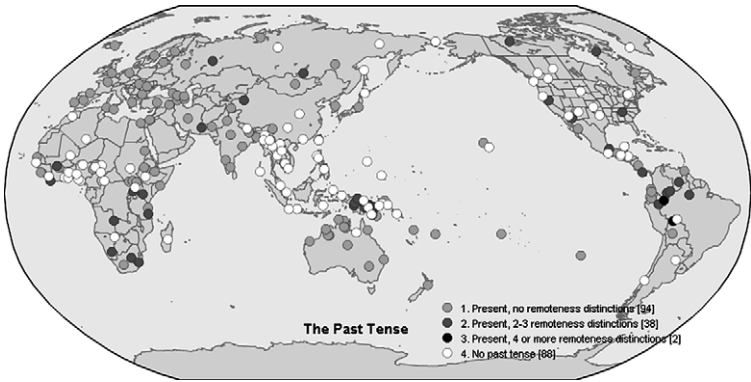 The Past Tense
1. Present, no remoteness distinctions [94]
2. Present, 2-3 remoteness distinctions [38]
3. Present, 4 or more remoteness distinctions [2]
4. No past tense [88]